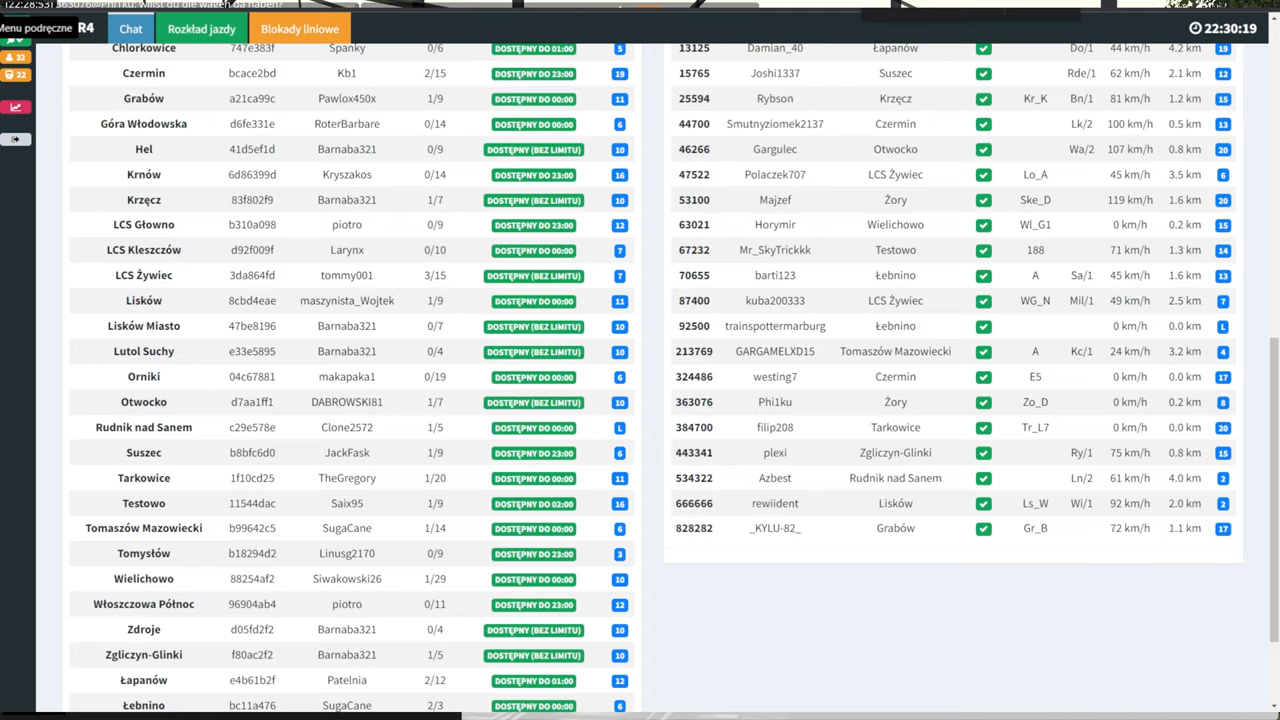 (22:28:53) 363076@Phi1ku: willst du die wagen da haben?
Menu podręczne R4 Chat Rozkład jazdy Blokady liniowe 22:30:19
32
22
Chlorkowice 747e383f Spanky 0/6 DOSTĘPNY DO 01:00 5
Czermin bcace2bd Kb1 2/15 DOSTĘPNY DO 23:00 19
Grabów a21ca99c Pawlox450x 1/9 DOSTĘPNY DO 00:00 11
Góra Włodowska d6fe331e RoterBarbare 0/14 DOSTĘPNY DO 00:00 6
Hel 41d5ef1d Barnaba321 0/9 DOSTĘPNY (BEZ LIMITU) 10
Krnów 6d86399d Kryszakos 0/14 DOSTĘPNY DO 23:00 16
Krzęcz 83f802f9 Barnaba321 1/7 DOSTĘPNY (BEZ LIMITU) 10
LCS Głowno b310a098 piotro 0/9 DOSTĘPNY DO 23:00 12
LCS Kleszczów d92f009f Larynx 0/10 DOSTĘPNY DO 00:00 7
LCS Żywiec 3da864fd tommy001 3/15 DOSTĘPNY (BEZ LIMITU) 7
Lisków 8cbd4eae maszynista_Wojtek 1/9 DOSTĘPNY DO 00:00 11
Lisków Miasto 47be8196 Barnaba321 0/7 DOSTĘPNY (BEZ LIMITU) 10
Lutol Suchy e33e5895 Barnaba321 0/4 DOSTĘPNY (BEZ LIMITU) 10
Orniki 04c67881 makapaka1 0/19 DOSTĘPNY DO 00:00 6
Otwocko d7aa1ff1 DABROWSKI81 1/7 DOSTĘPNY (BEZ LIMITU) 10
Rudnik nad Sanem c29e578e Clone2572 1/5 DOSTĘPNY DO 00:00 L
Suszec b8bfc6d0 JackFask 1/9 DOSTĘPNY DO 23:00 6
Tarkowice 1f10cd25 TheGregory 1/20 DOSTĘPNY DO 00:00 11
Testowo 11544dac Saix95 1/9 DOSTĘPNY DO 02:00 16
Tomaszów Mazowiecki b99642c5 SugaCane 1/14 DOSTĘPNY DO 00:00 6
Tomysłów b18294d2 Linusg2170 0/9 DOSTĘPNY DO 23:00 3
Wielichowo 88254af2 Siwakowski26 1/29 DOSTĘPNY DO 00:00 10
Włoszczowa Północ 96904ab4 piotro 0/11 DOSTĘPNY DO 23:00 12
Zdroje d05fd2f2 Barnaba321 0/4 DOSTĘPNY (BEZ LIMITU) 10
Zgliczyn-Glinki f80ac2f2 Barnaba321 1/5 DOSTĘPNY (BEZ LIMITU) 10
Łapanów e4b61b2f Patelnia 2/12 DOSTĘPNY DO 01:00 12
Łebnino bc11a476 SugaCane 2/3 DOSTĘPNY DO 00:00 6
13125 Damian_40 Łapanów Do/1 44 km/h 4.2 km 19
15765 Joshi1337 Suszec Rde/1 62 km/h 2.1 km 12
25594 Rybson Krzęcz Kr_K Bn/1 81 km/h 1.2 km 15
44700 Smutnyziomek2137 Czermin Lk/2 100 km/h 0.5 km 13
46266 Gargulec Otwocko Wa/2 107 km/h 0.8 km 20
47522 Polaczek707 LCS Żywiec Lo_A 45 km/h 3.5 km 6
53100 Majzef Żory Ske_D 119 km/h 1.6 km 20
63021 Horymir Wielichowo Wl_G1 0 km/h 0.2 km 15
67232 Mr_SkyTrickkk Testowo 188 71 km/h 1.3 km 14
70655 barti123 Łebnino A Sa/1 45 km/h 1.6 km 13
87400 kuba200333 LCS Żywiec WG_N Mil/1 49 km/h 2.5 km 7
92500 trainspottermarburg Łebnino 0 km/h 0.0 km L
213769 GARGAMELXD15 Tomaszów Mazowiecki A Kc/1 24 km/h 3.2 km 4
324486 westing7 Czermin E5 0 km/h 0.0 km 17
363076 Phi1ku Żory Zo_D 0 km/h 0.2 km 8
384700 filip208 Tarkowice Tr_L7 0 km/h 0.0 km 20
443341 plexi Zgliczyn-Glinki Ry/1 75 km/h 0.8 km 15
534322 Azbest Rudnik nad Sanem Ln/2 61 km/h 4.0 km 2
666666 rewiident Lisków Ls_W Wi/1 92 km/h 2.0 km 2
828282 _KYLU-82_ Grabów Gr_B 72 km/h 1.1 km 17